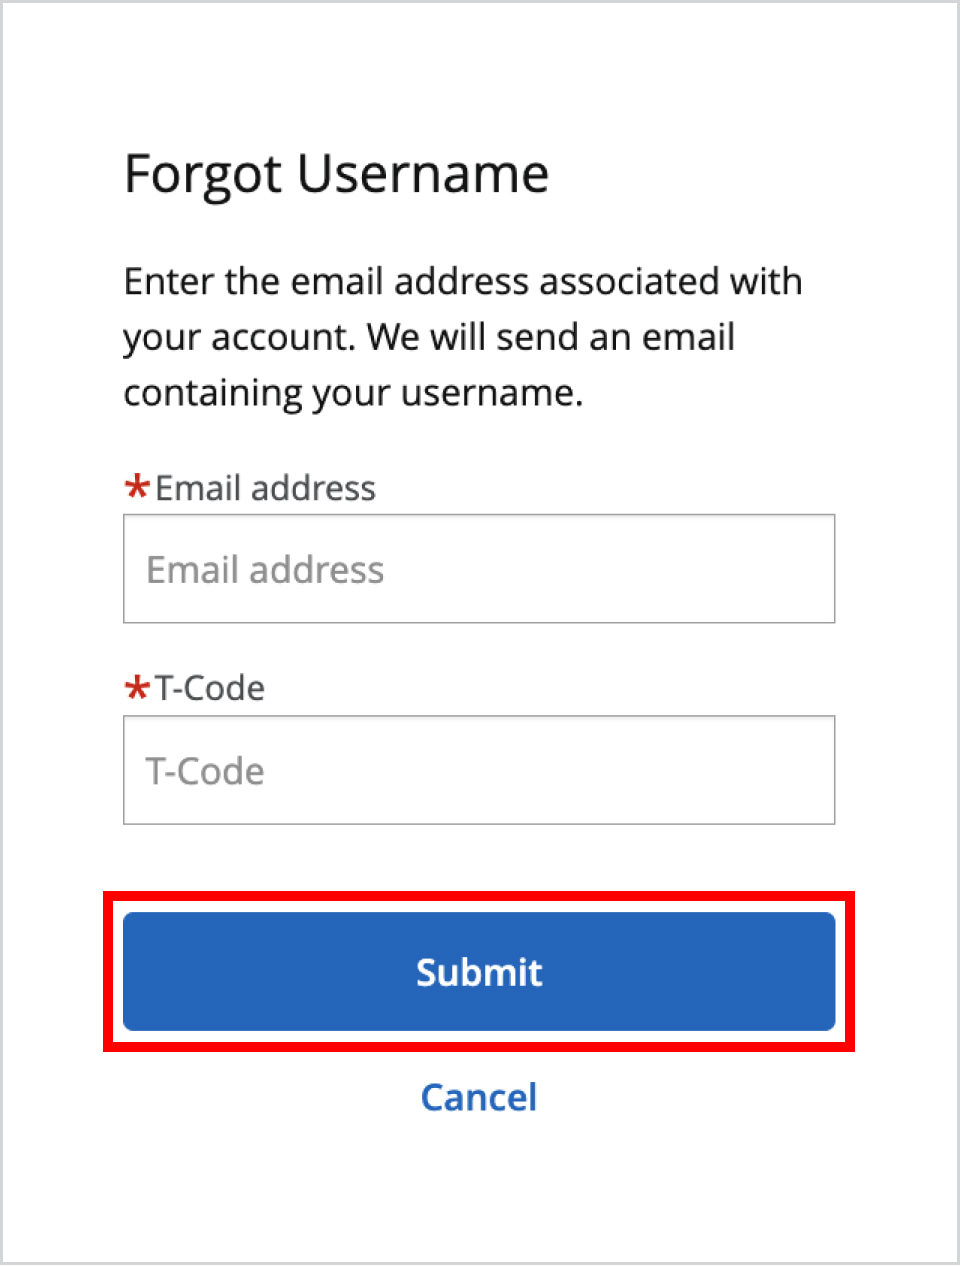 Forgot Username
Enter the email address associated with
your account. We will send an email
containing your username.
*Email address
Email address
*T-Code
T-Code
Submit
Cancel